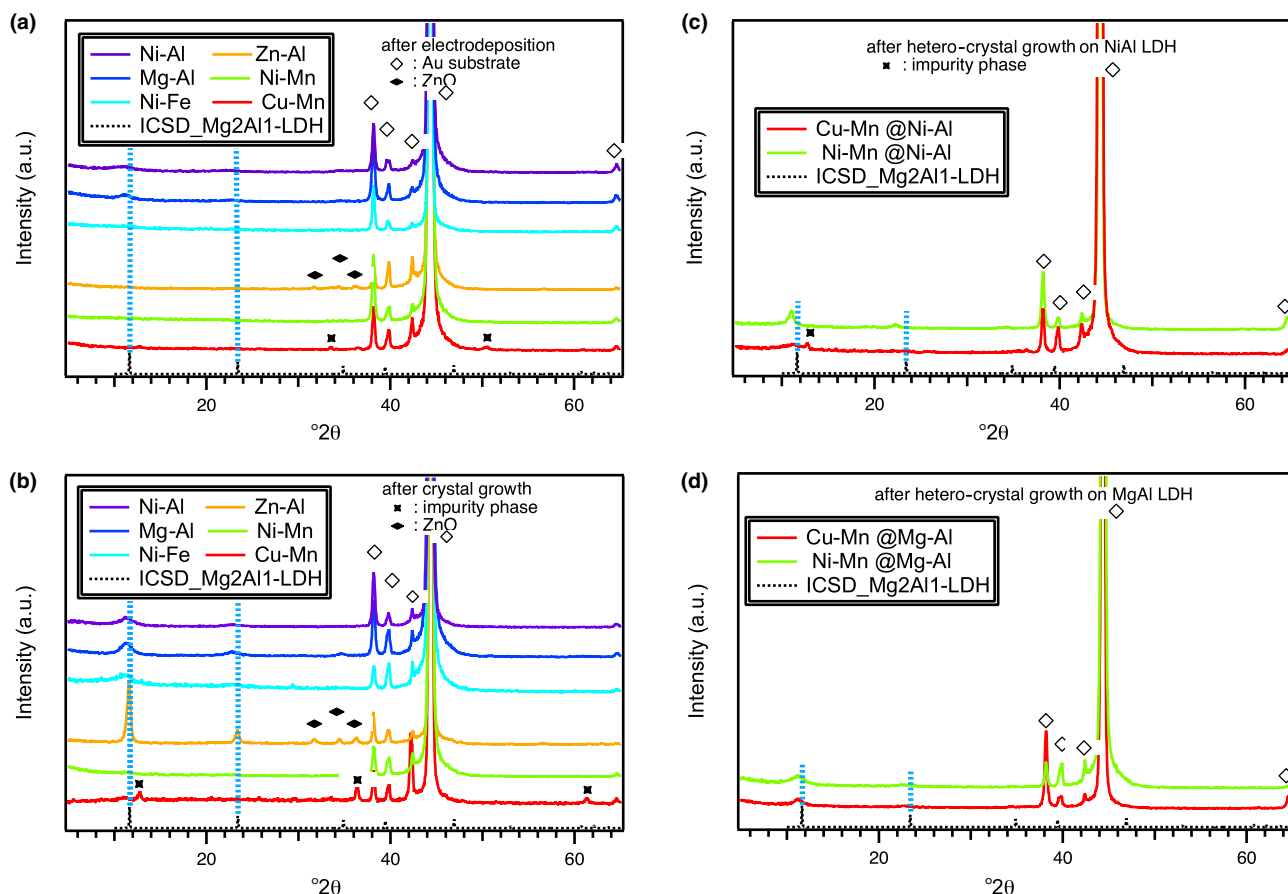 (a)
Ni-Al
Zn-Al
Mg-Al
Ni-Mn
Ni-Fe
Cu-Mn
ICSD_Mg2Al1-LDH
after electrodeposition
: Au substrate
: ZnO
Intensity (a.u.)
20
40
60
°2θ
(b)
Ni-Al
Zn-Al
Mg-Al
Ni-Mn
Ni-Fe
Cu-Mn
ICSD_Mg2Al1-LDH
after crystal growth
: impurity phase
: ZnO
Intensity (a.u.)
20
40
60
°2θ
(c)
after hetero-crystal growth on NiAl LDH
: impurity phase
Cu-Mn @Ni-Al
Ni-Mn @Ni-Al
ICSD_Mg2Al1-LDH
Intensity (a.u.)
20
40
60
°2θ
(d)
after hetero-crystal growth on MgAl LDH
Cu-Mn @Mg-Al
Ni-Mn @Mg-Al
ICSD_Mg2Al1-LDH
Intensity (a.u.)
20
40
60
°2θ